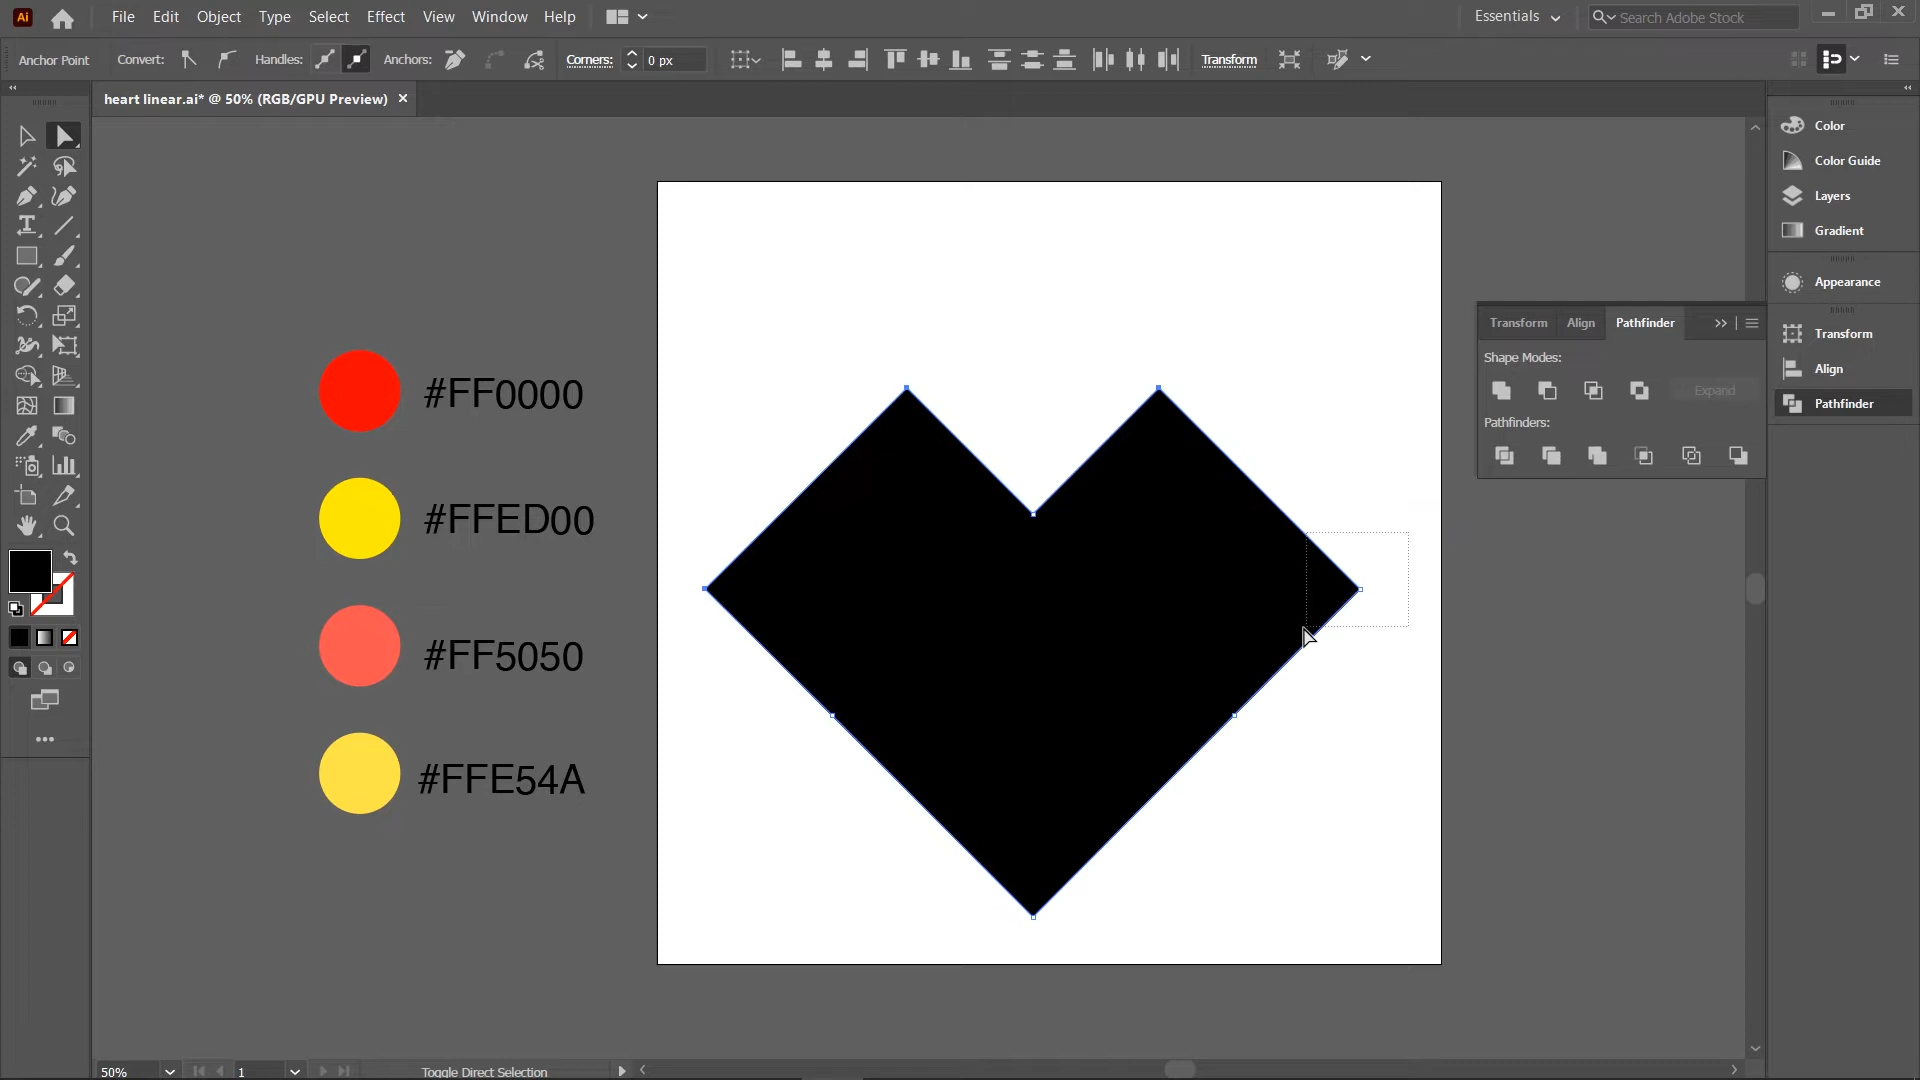 Ai File Edit Object Type Select Effect View Window Help Essentials Search Adobe Stock
Anchor Point Convert: Handles: Anchors: Corners: 0 px Transform
heart linear.ai* @ 50% (RGB/GPU Preview)
Color
Color Guide
Layers
Gradient
Appearance
Transform
Align
Pathfinder
Transform Align Pathfinder
Shape Modes:
Expand
Pathfinders:
#FF0000
#FFED00
#FF5050
#FFE54A
50% 1 Toggle Direct Selection